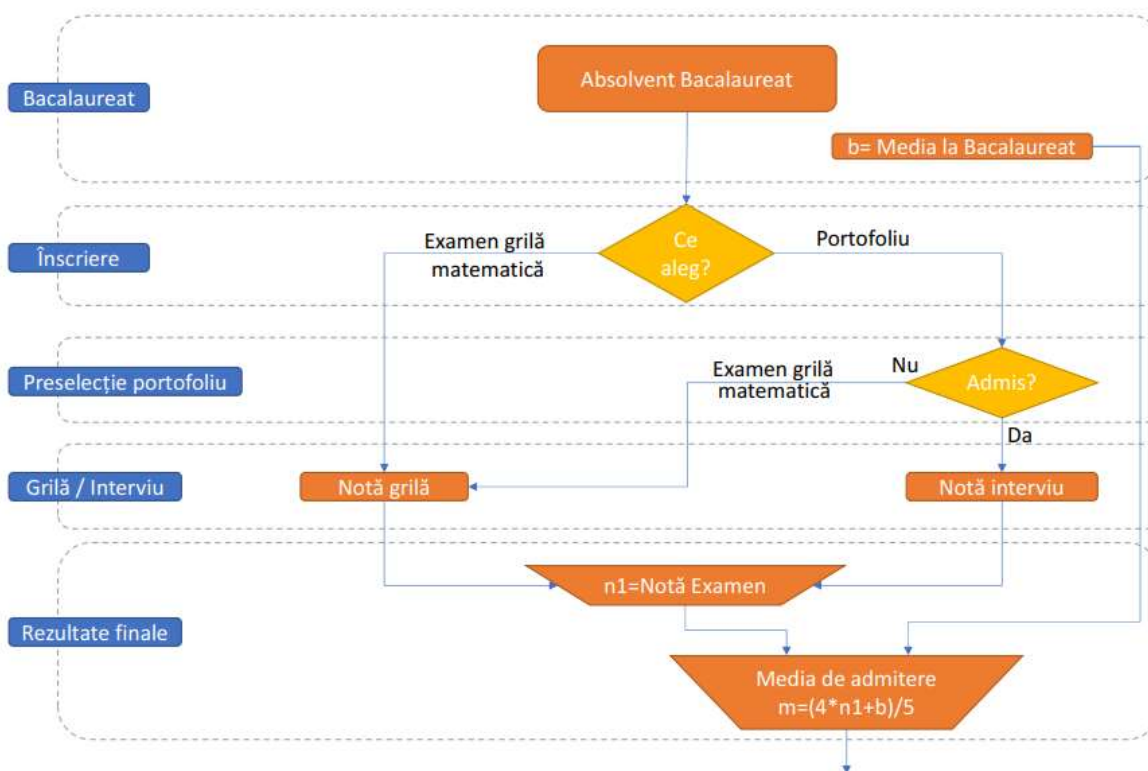 Absolvent Bacalaureat
Bacalaureat
b= Media la Bacalaureat
Examen grilă
matematică
Ce
aleg?
Portofoliu
Înscriere
Examen grilă
matematică
Nu
Admis?
Preselecție portofoliu
Da
Grilă / Interviu
Notă grilă
Notă interviu
n1=Notă Examen
Rezultate finale
Media de admitere
m=(4*n1+b)/5